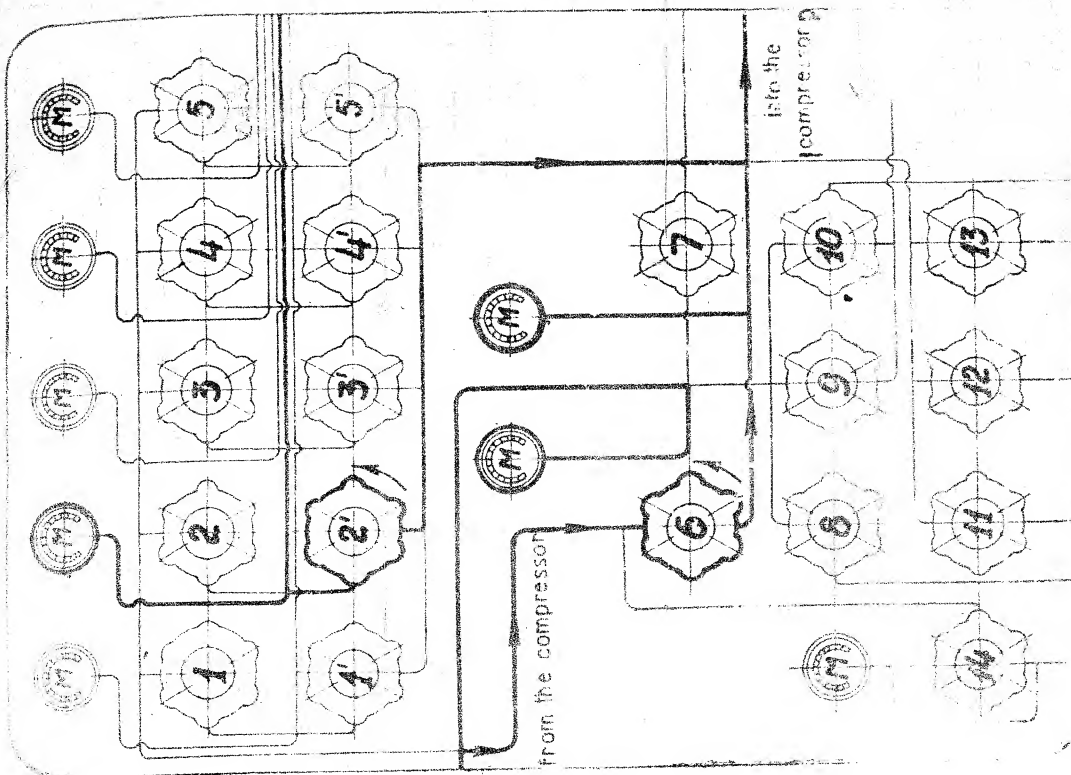 M M M M M
1 2 3 4 5
1' 2' 3' 4' 5'
M M
from the compressor
6 7
into the
compressor
8 9 10
M
14 11 12 13